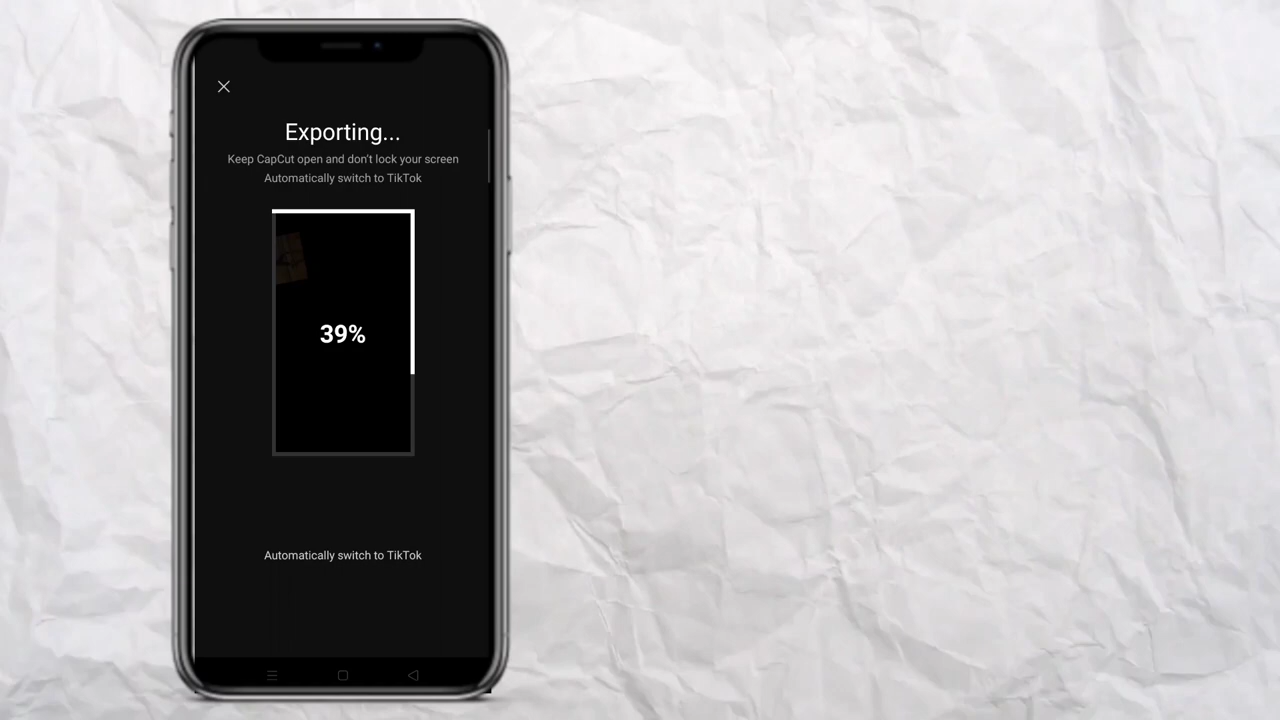 Exporting...
Keep CapCut open and don't lock your screen
Automatically switch to TikTok
39%
Automatically switch to TikTok